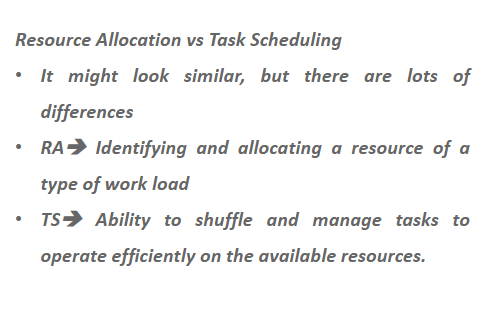 Resource Allocation vs Task Scheduling
• It might look similar, but there are lots of
differences
• RA➔ Identifying and allocating a resource of a
type of work load
• TS➔ Ability to shuffle and manage tasks to
operate efficiently on the available resources.